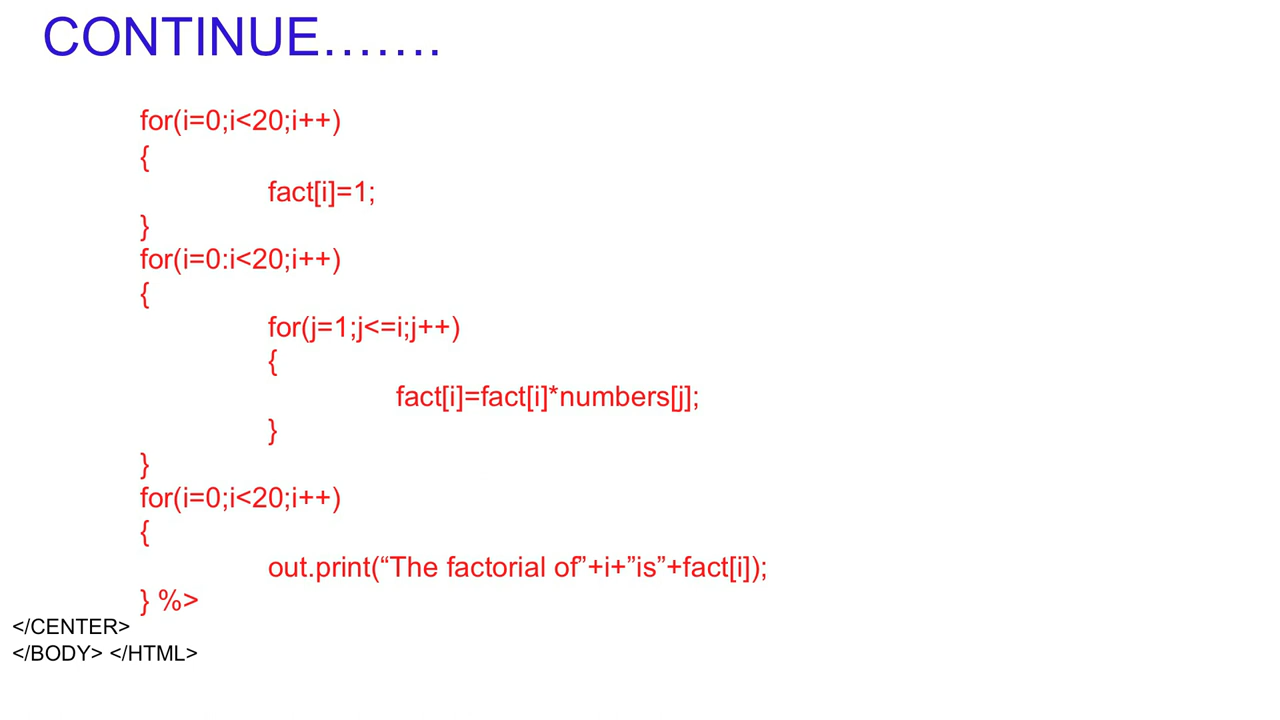 CONTINUE…….
for(i=0;i<20;i++)
{
fact[i]=1;
}
for(i=0:i<20;i++)
{
for(j=1;j<=i;j++)
{
fact[i]=fact[i]*numbers[j];
}
}
for(i=0;i<20;i++)
{
out.print(“The factorial of”+i+”is”+fact[i]);
} %>
</CENTER>
</BODY> </HTML>